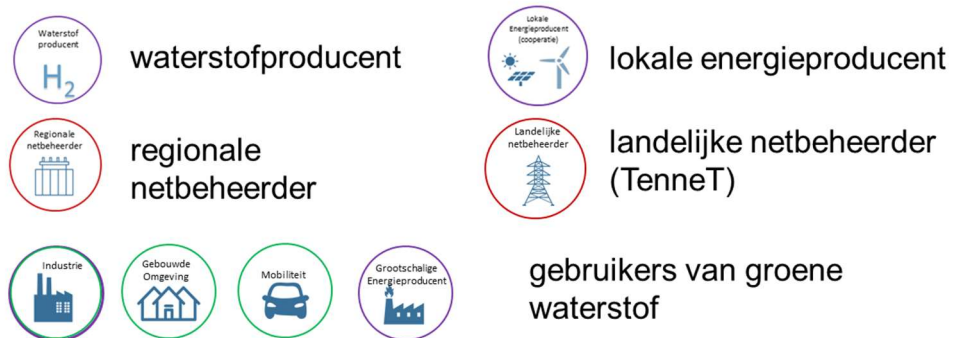 Waterstof
producent
H2
waterstofproducent
Lokale
Energieproducent
(cooperatie)
lokale energieproducent
Regionale
netbeheerder
regionale
netbeheerder
Landelijke
netbeheerder
landelijke netbeheerder
(TenneT)
Industrie
Gebouwde
Omgeving
Mobiliteit
Grootschalige
Energieproducent
gebruikers van groene
waterstof